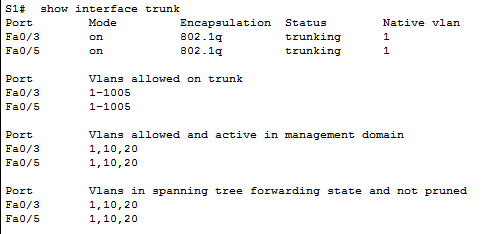 S1#  show interface trunk
Port        Mode         Encapsulation  Status        Native vlan
Fa0/3       on           802.1q         trunking      1
Fa0/5       on           802.1q         trunking      1
Port        Vlans allowed on trunk
Fa0/3       1-1005
Fa0/5       1-1005
Port        Vlans allowed and active in management domain
Fa0/3       1,10,20
Fa0/5       1,10,20
Port        Vlans in spanning tree forwarding state and not pruned
Fa0/3       1,10,20
Fa0/5       1,10,20